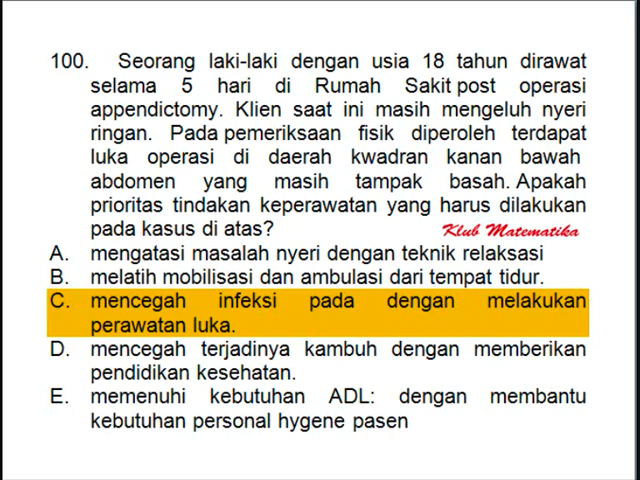 100. Seorang laki-laki dengan usia 18 tahun dirawat
selama 5 hari di Rumah Sakit post operasi
appendictomy. Klien saat ini masih mengeluh nyeri
ringan. Pada pemeriksaan fisik diperoleh terdapat
luka operasi di daerah kwadran kanan bawah
abdomen yang masih tampak basah. Apakah
prioritas tindakan keperawatan yang harus dilakukan
pada kasus di atas? Klub Matematika
A. mengatasi masalah nyeri dengan teknik relaksasi
B. melatih mobilisasi dan ambulasi dari tempat tidur.
C. mencegah infeksi pada dengan melakukan
perawatan luka.
D. mencegah terjadinya kambuh dengan memberikan
pendidikan kesehatan.
E. memenuhi kebutuhan ADL: dengan membantu
kebutuhan personal hygene pasen